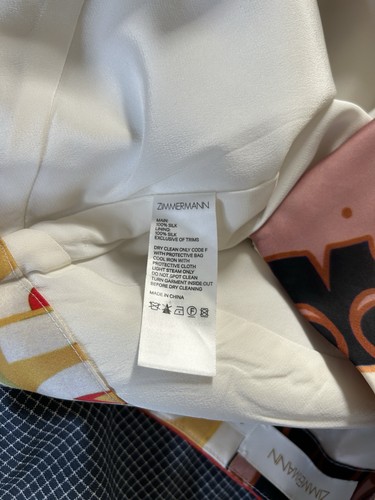 ZIMMERMANN
MAIN:
100% SILK
LINING:
100% SILK
EXCLUSIVE OF TRIMS
DRY CLEAN ONLY CODE F
WITH PROTECTIVE BAG
COOL IRON WITH
PROTECTIVE CLOTH
LIGHT STEAM ONLY
DO NOT SPOT CLEAN
TURN GARMENT INSIDE OUT
BEFORE DRY CLEANING
MADE IN CHINA
ZIMMERMANN